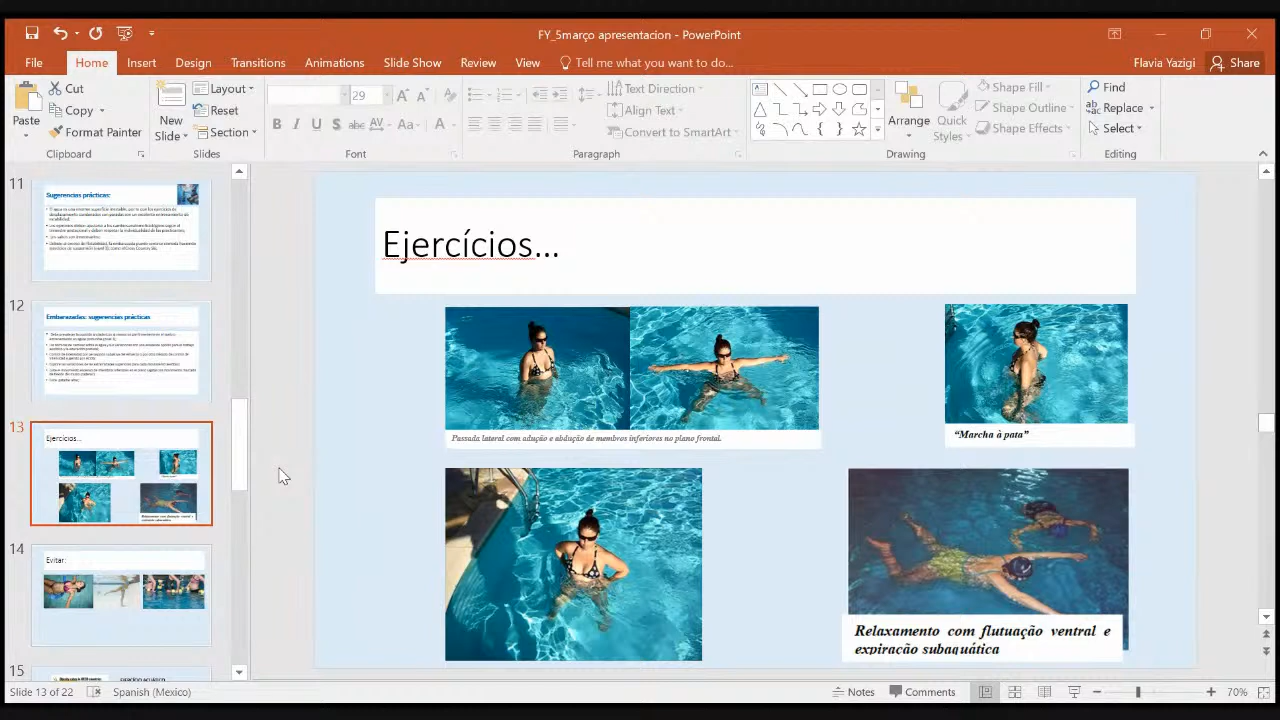 FY_5março apresentacion - PowerPoint
File Home Insert Design Transitions Animations Slide Show Review View Tell me what you want to do... Flavia Yazigi Share
Paste Cut Copy Format Painter
Clipboard
New Slide Layout Reset Section
Slides
29
Font
Text Direction
Align Text
Convert to SmartArt
Paragraph
Arrange Quick Styles Shape Fill Shape Outline Shape Effects
Drawing
Find
Replace
Select
Editing
11
Sugerencias prácticas:
12
Embarazadas: sugerencias prácticas
13
Ejercícios...
14
Evitar:
15
Ejercícios...
Passada lateral com adução e abdução de membros inferiores no plano frontal.
“Marcha à pata”
Relaxamento com flutuação ventral e
expiração subaquática
Slide 13 of 22 Spanish (Mexico) Notes Comments 70%